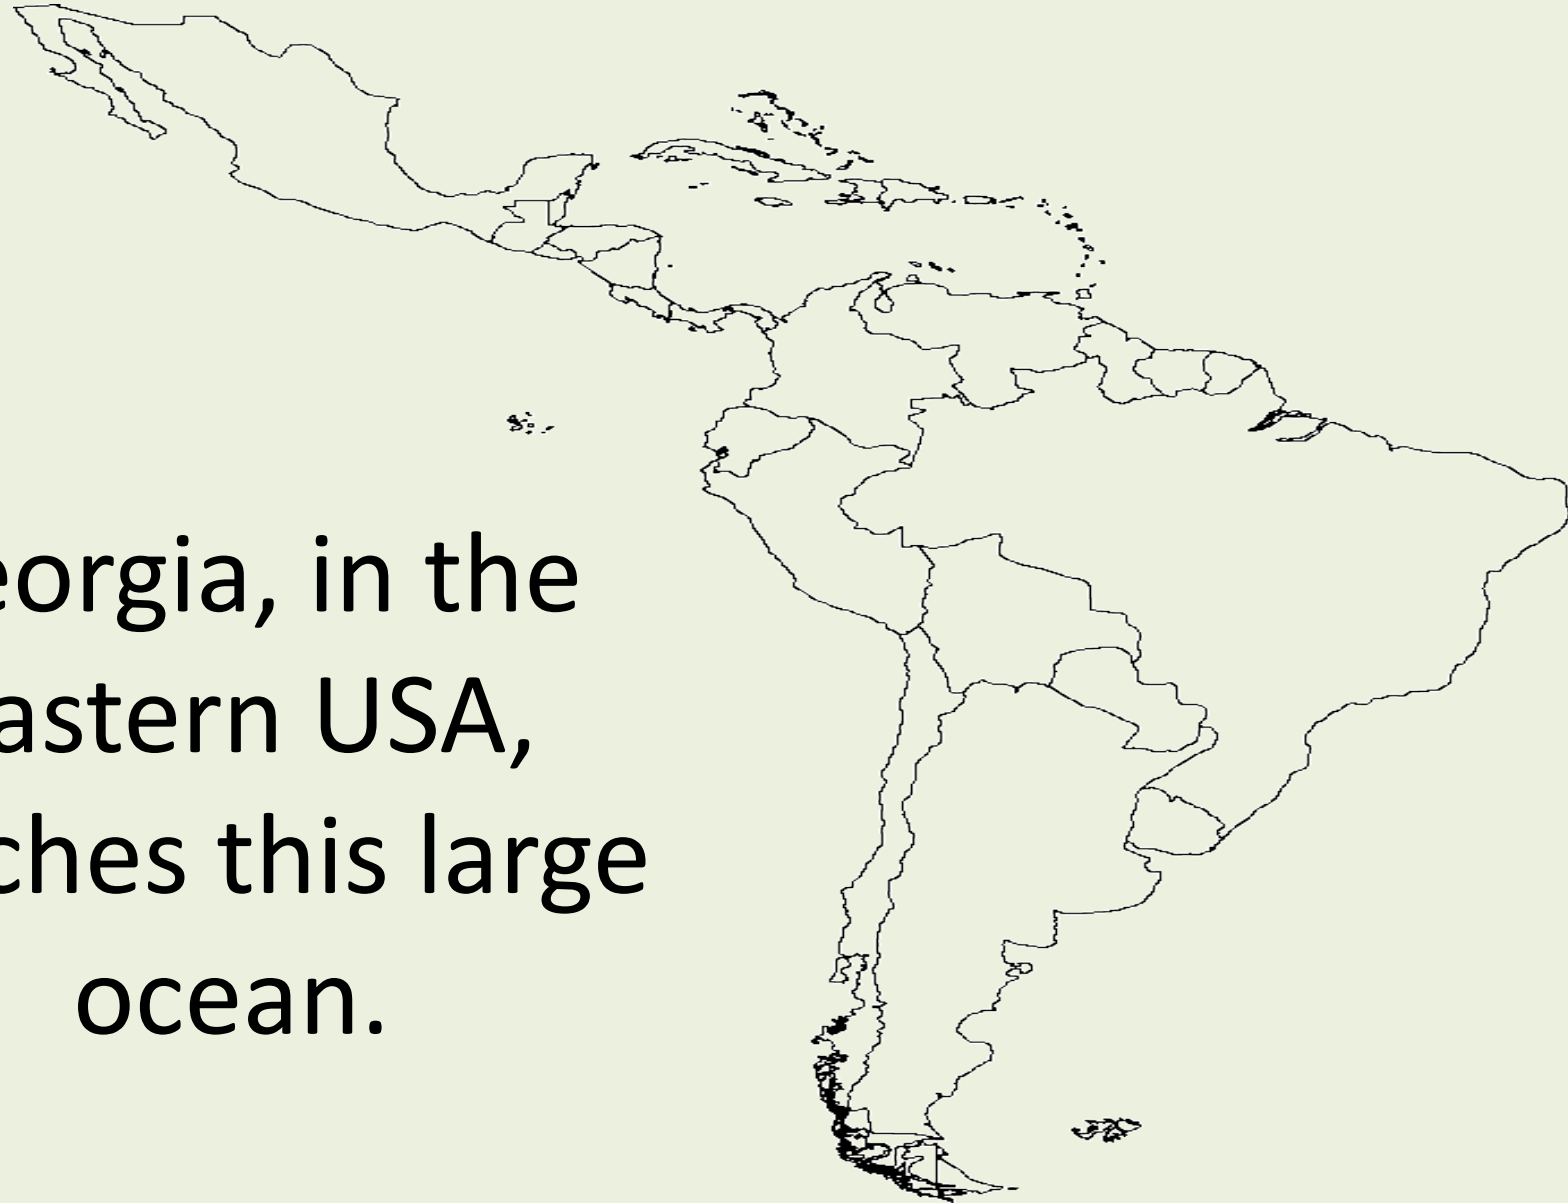 eorgia, in the
astern USA,
ches this large
ocean.